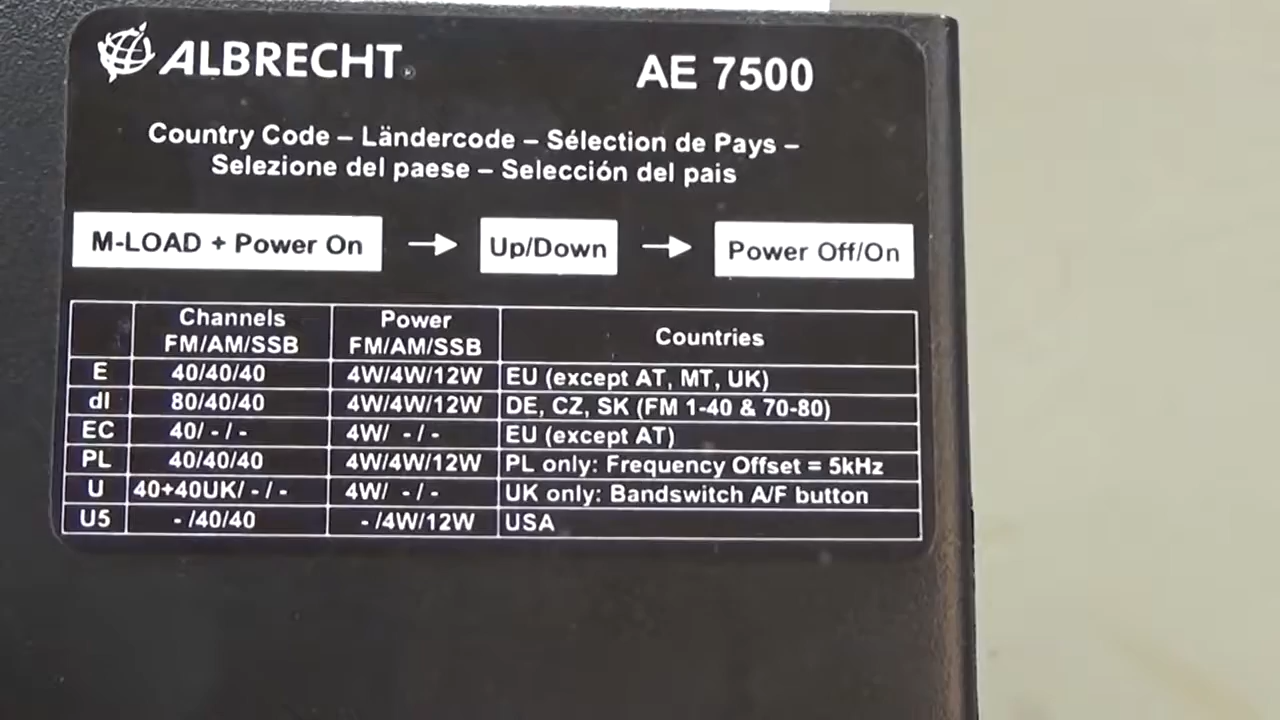 ALBRECHT®
AE 7500
Country Code – Ländercode – Sélection de Pays –
Selezione del paese – Selección del pais
M-LOAD + Power On → Up/Down → Power Off/On
Channels FM/AM/SSB Power FM/AM/SSB Countries
E 40/40/40 4W/4W/12W EU (except AT, MT, UK)
dI 80/40/40 4W/4W/12W DE, CZ, SK (FM 1-40 & 70-80)
EC 40/ - / - 4W/ - / - EU (except AT)
PL 40/40/40 4W/4W/12W PL only: Frequency Offset = 5kHz
U 40+40UK/ - / - 4W/ - / - UK only: Bandswitch A/F button
U5 - /40/40 - /4W/12W USA